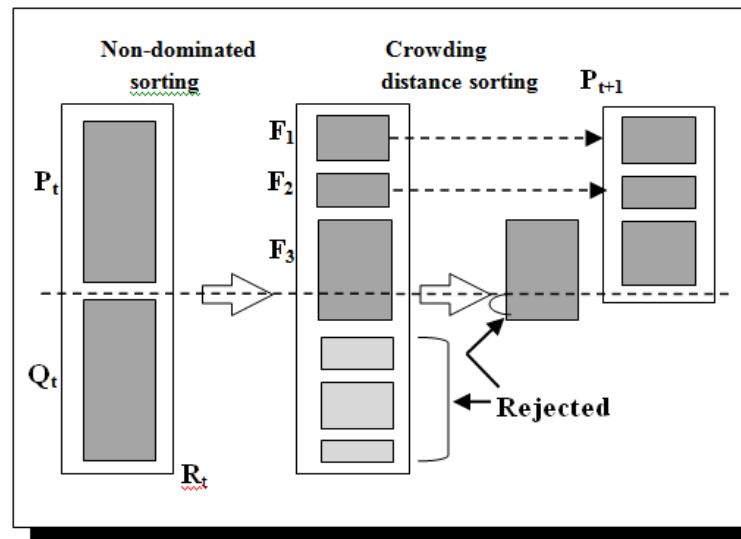 Non-dominated
sorting
Crowding
distance sorting
Pt+1
F1
Pt
F2
F3
Qt
Rejected
Rt